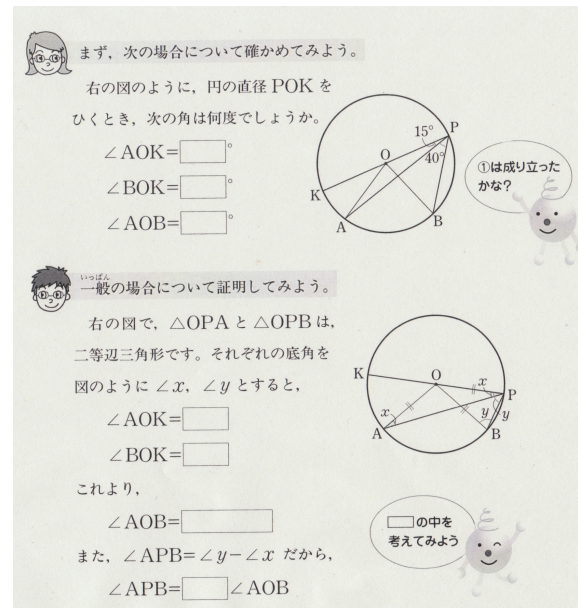 まず，次の場合について確かめてみよう。
右の図のように，円の直径 POK を
ひくとき，次の角は何度でしょうか。
∠AOK=□°
∠BOK=□°
∠AOB=□°
15°
P
O
40°
K
A
B
①は成り立った
かな？
いっぱん
一般の場合について証明してみよう。
右の図で，△OPA と △OPB は，
二等辺三角形です。それぞれの底角を
図のように ∠x，∠y とすると，
∠AOK=□
∠BOK=□
これより，
∠AOB=□
また，∠APB=∠y−∠x だから，
∠APB=□∠AOB
K
O
x
P
x
y
y
A
B
□の中を
考えてみよう